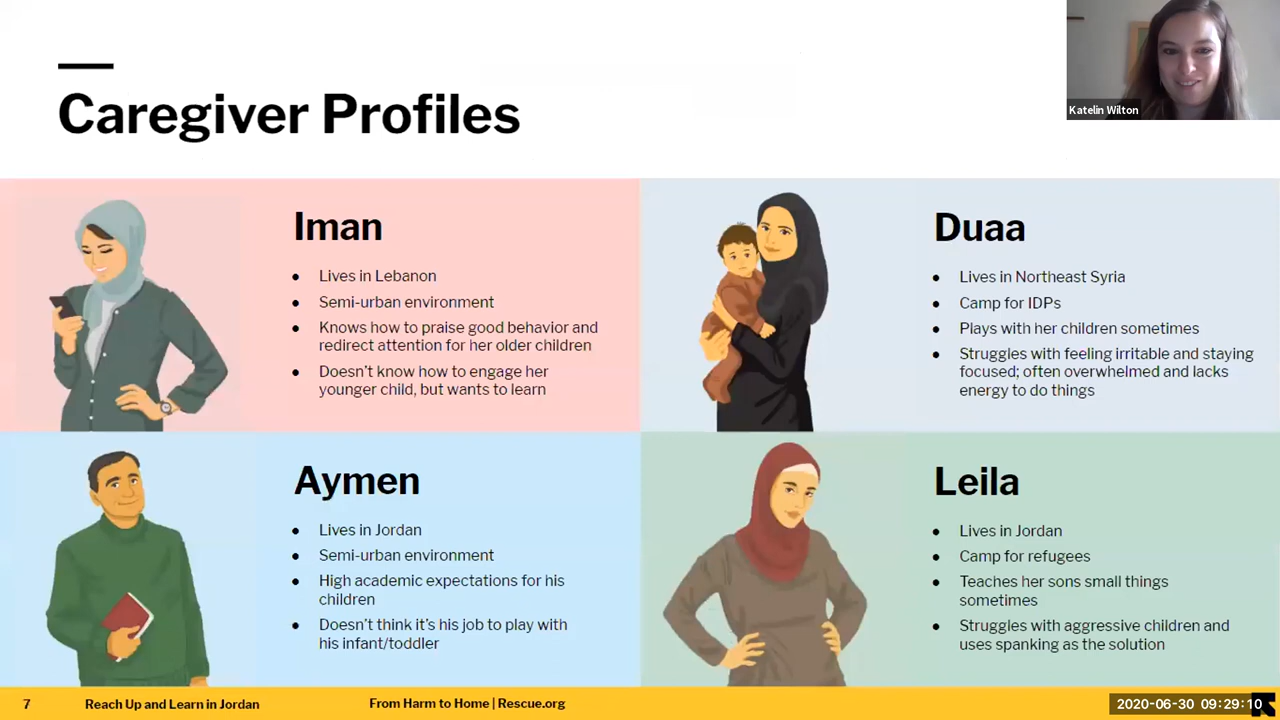 Katelin Wilton
Caregiver Profiles
Iman
● Lives in Lebanon
● Semi-urban environment
● Knows how to praise good behavior and
redirect attention for her older children
● Doesn't know how to engage her
younger child, but wants to learn
Duaa
● Lives in Northeast Syria
● Camp for IDPs
● Plays with her children sometimes
● Struggles with feeling irritable and staying
focused; often overwhelmed and lacks
energy to do things
Aymen
● Lives in Jordan
● Semi-urban environment
● High academic expectations for his
children
● Doesn't think it's his job to play with
his infant/toddler
Leila
● Lives in Jordan
● Camp for refugees
● Teaches her sons small things
sometimes
● Struggles with aggressive children and
uses spanking as the solution
7 Reach Up and Learn in Jordan From Harm to Home | Rescue.org 2020-06-30 09:29:10